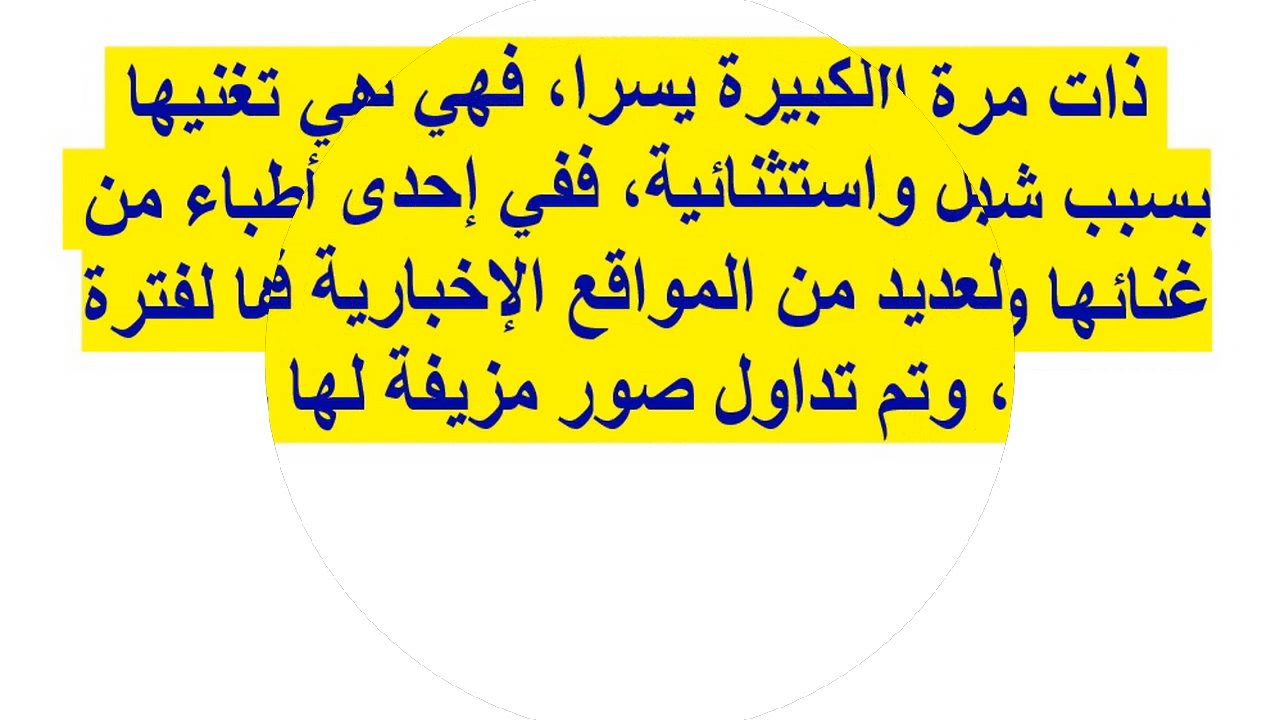 ذات مرة الكبيرة يسرا، فهي هي تغنيها
بسبب واستثنائية، ففي إحدى أطباء من
غنائها ولعديد من المواقع الإخبارية لفترة
، وتم تداول صور مزيفة لها